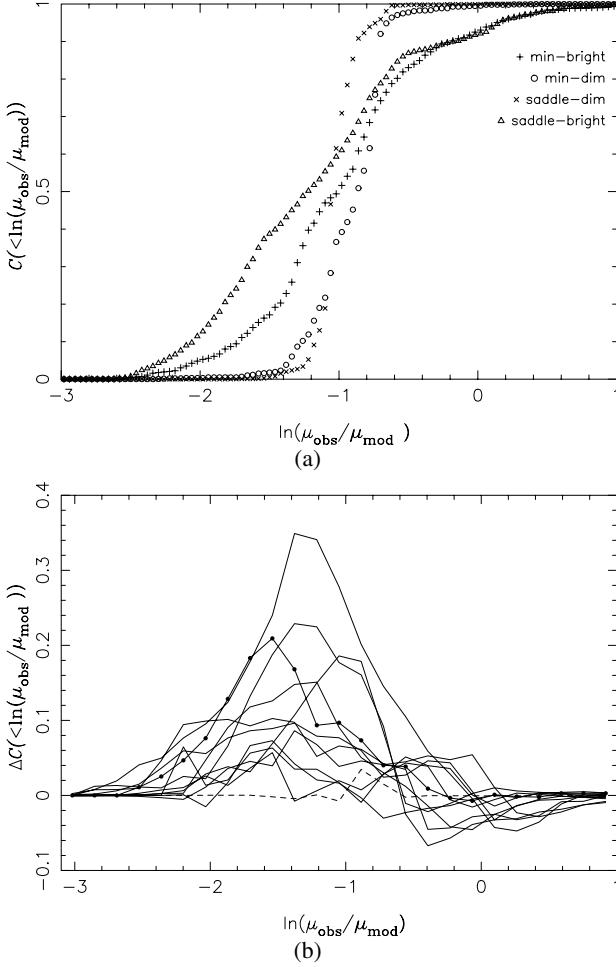 1
0.5
0
C(<ln(μobs/μmod))
+ min−bright
○ min−dim
× saddle−dim
△ saddle−bright
−3
−2
−1
0
1
ln(μobs/μmod )
(a)
0.4
0.3
0.2
0.1
0
−0.1
ΔC(<ln(μobs/μmod ))
−3
−2
−1
0
1
ln(μobs/μmod)
(b)